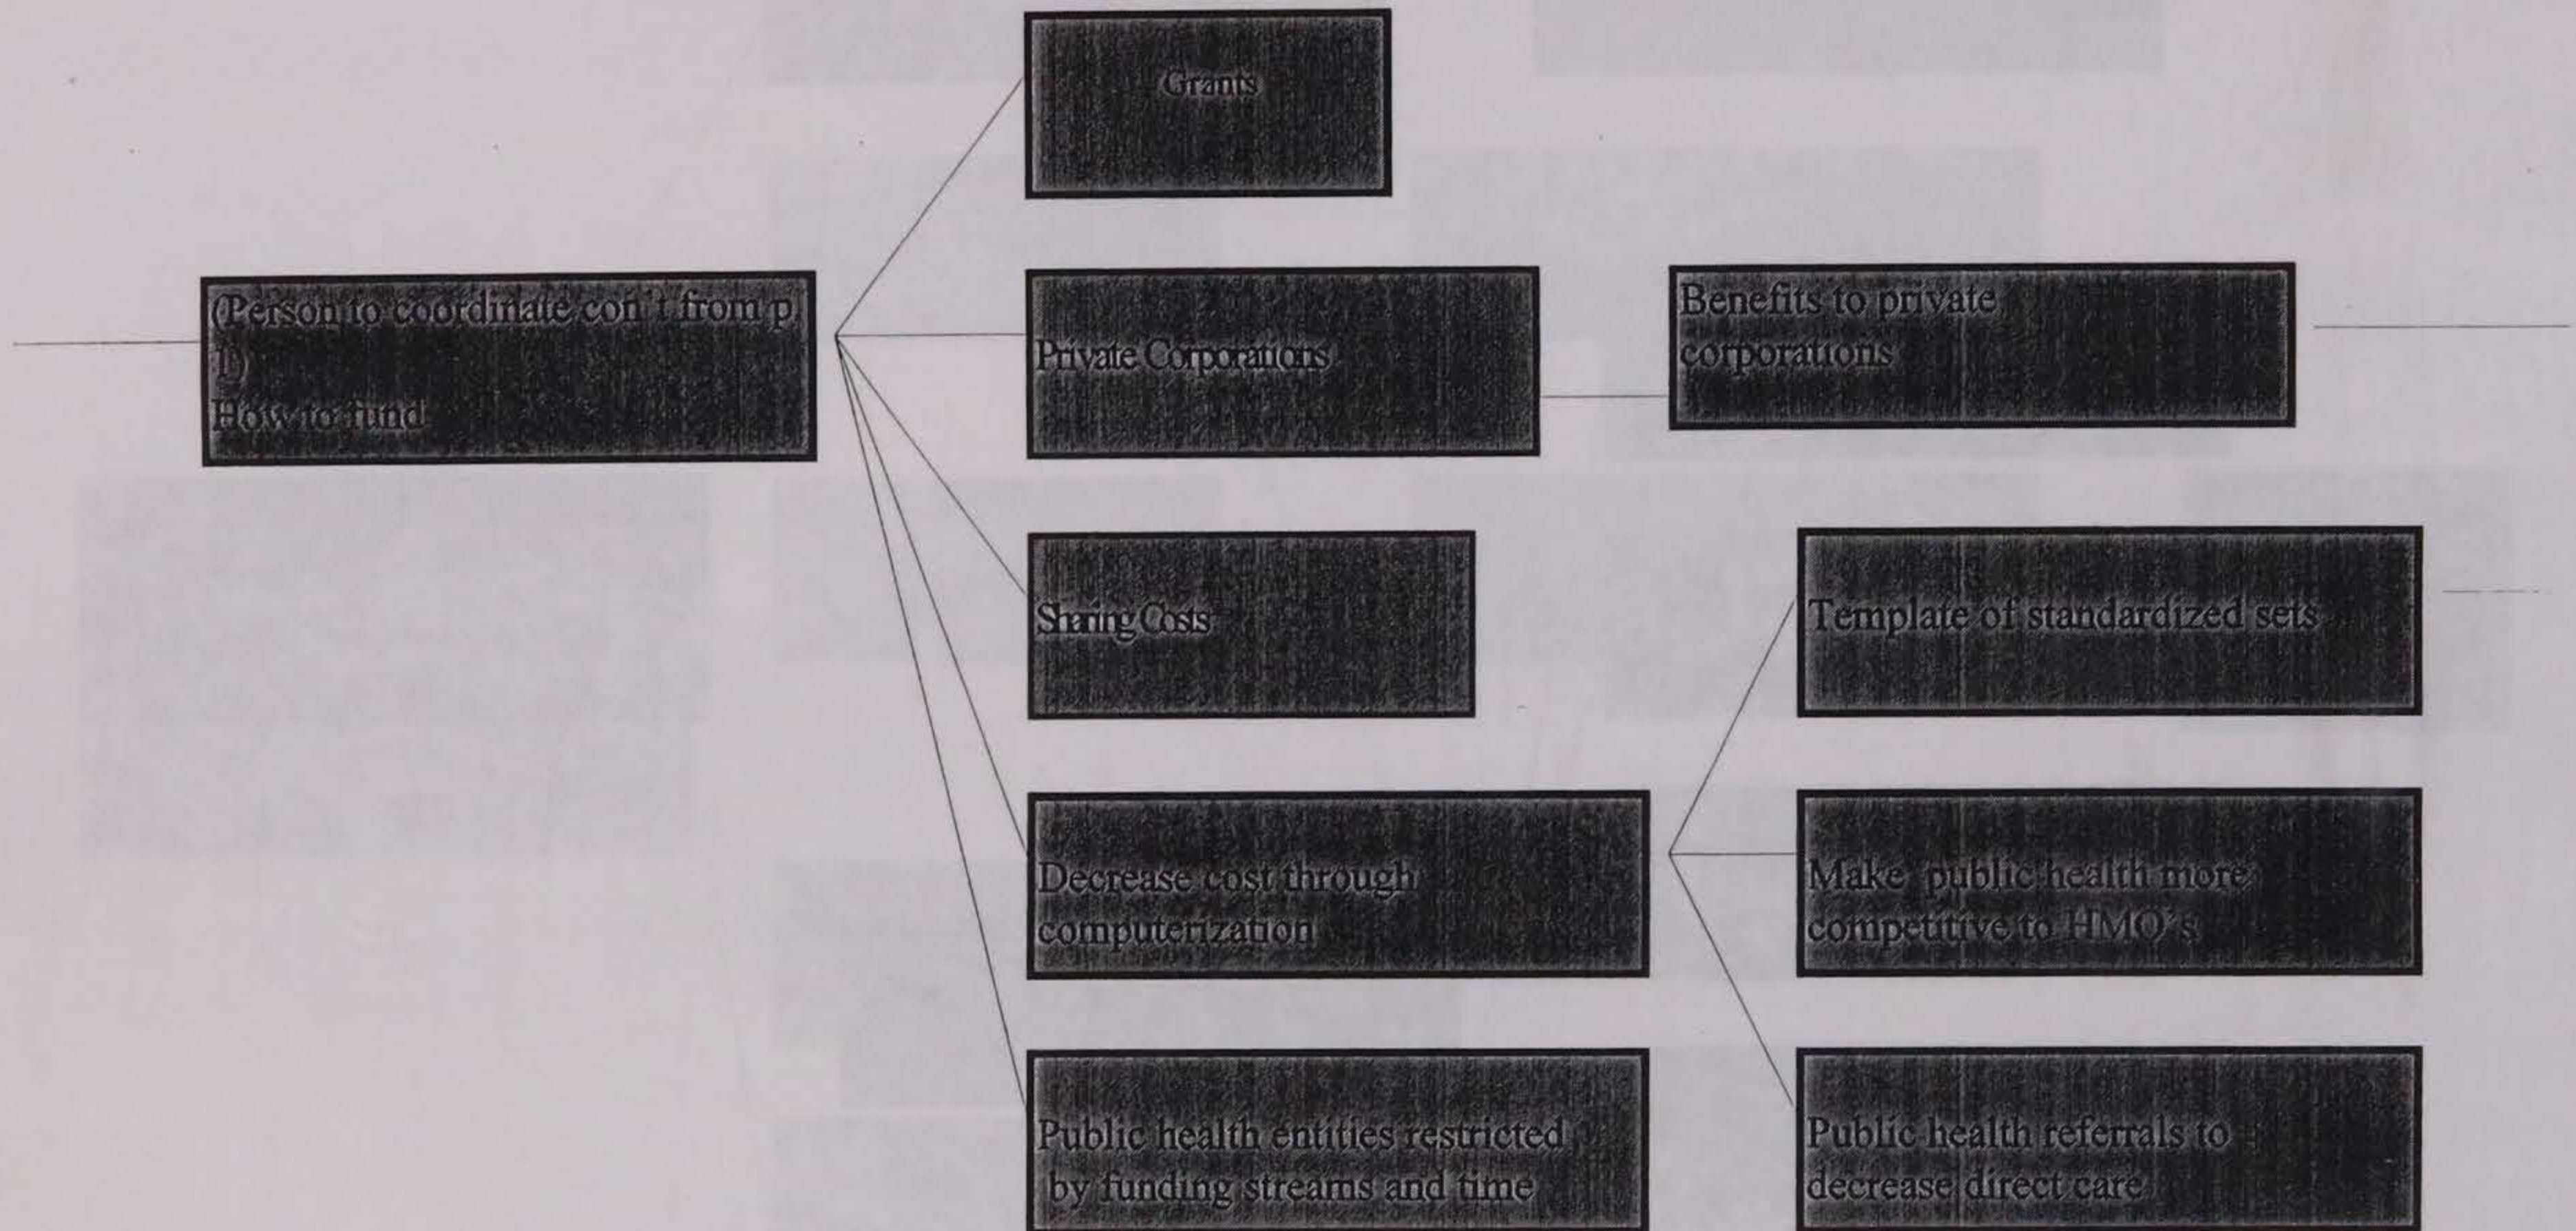 Grants
(Person to coordinate con't from p
1)
How to fund
Private Corporations
Benefits to private
corporations
Sharing Costs
Template of standardized sets
Decrease cost through
computerization
Make public health more
competitive to HMO's
Public health entities restricted
by funding streams and time
Public health referrals to
decrease direct care